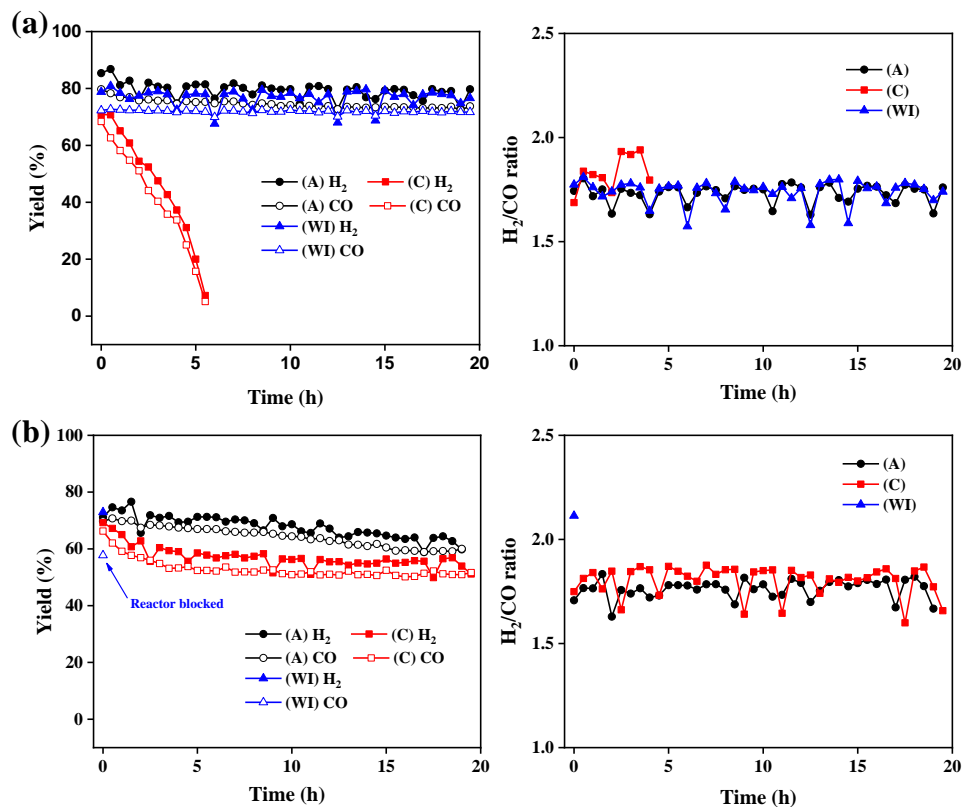 (a)
100
80
60
40
20
0
Yield (%)
(A) H2
(C) H2
(A) CO
(C) CO
(WI) H2
(WI) CO
0
5
10
15
20
Time (h)
2.5
2.0
1.5
1.0
H2/CO ratio
(A)
(C)
(WI)
0
5
10
15
20
Time (h)
(b)
100
80
60
40
20
0
Yield (%)
Reactor blocked
(A) H2
(C) H2
(A) CO
(C) CO
(WI) H2
(WI) CO
0
5
10
15
20
Time (h)
2.5
2.0
1.5
1.0
H2/CO ratio
(A)
(C)
(WI)
0
5
10
15
20
Time (h)